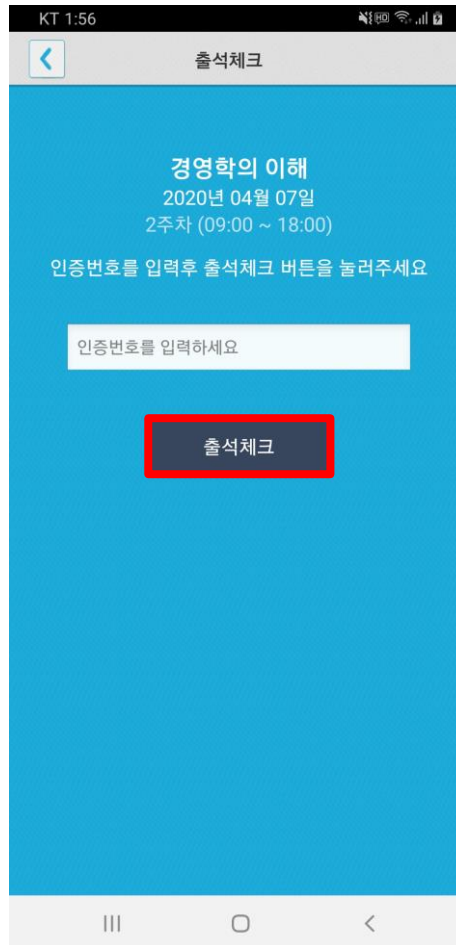 KT 1:56
출석체크
경영학의 이해
2020년 04월 07일
2주차 (09:00 ~ 18:00)
인증번호를 입력후 출석체크 버튼을 눌러주세요
인증번호를 입력하세요
출석체크